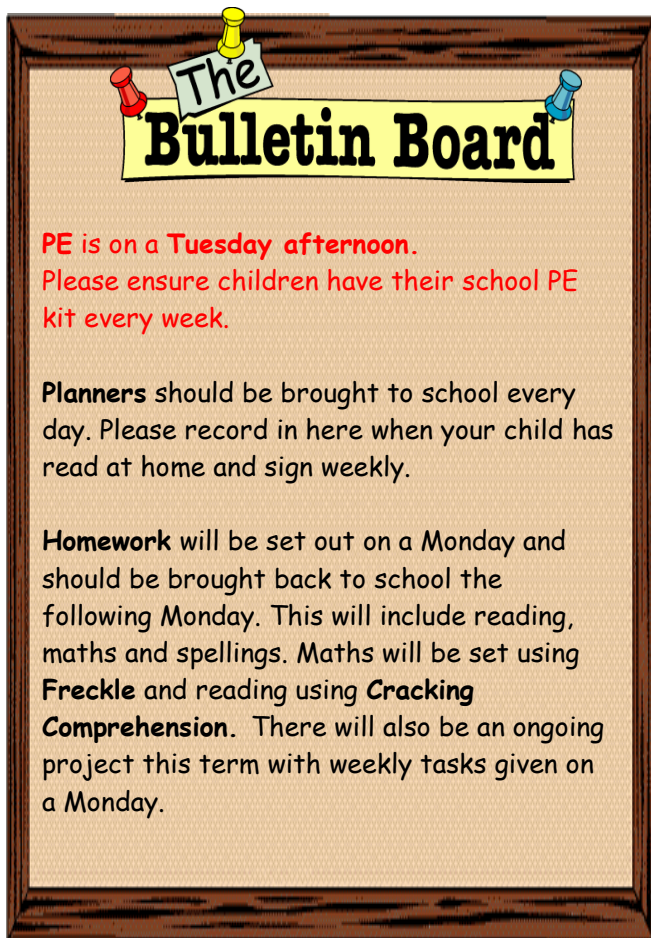 The
Bulletin Board
PE is on a Tuesday afternoon.
Please ensure children have their school PE
kit every week.
Planners should be brought to school every
day. Please record in here when your child has
read at home and sign weekly.
Homework will be set out on a Monday and
should be brought back to school the
following Monday. This will include reading,
maths and spellings. Maths will be set using
Freckle and reading using Cracking
Comprehension. There will also be an ongoing
project this term with weekly tasks given on
a Monday.